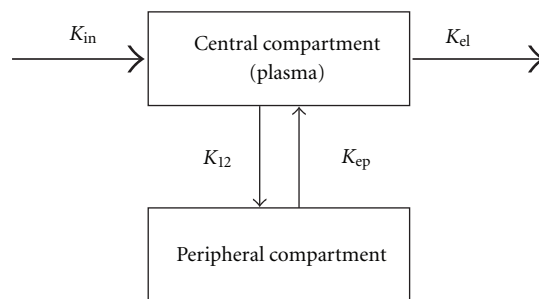 K_in
Central compartment
(plasma)
K_el
K_12
K_ep
Peripheral compartment